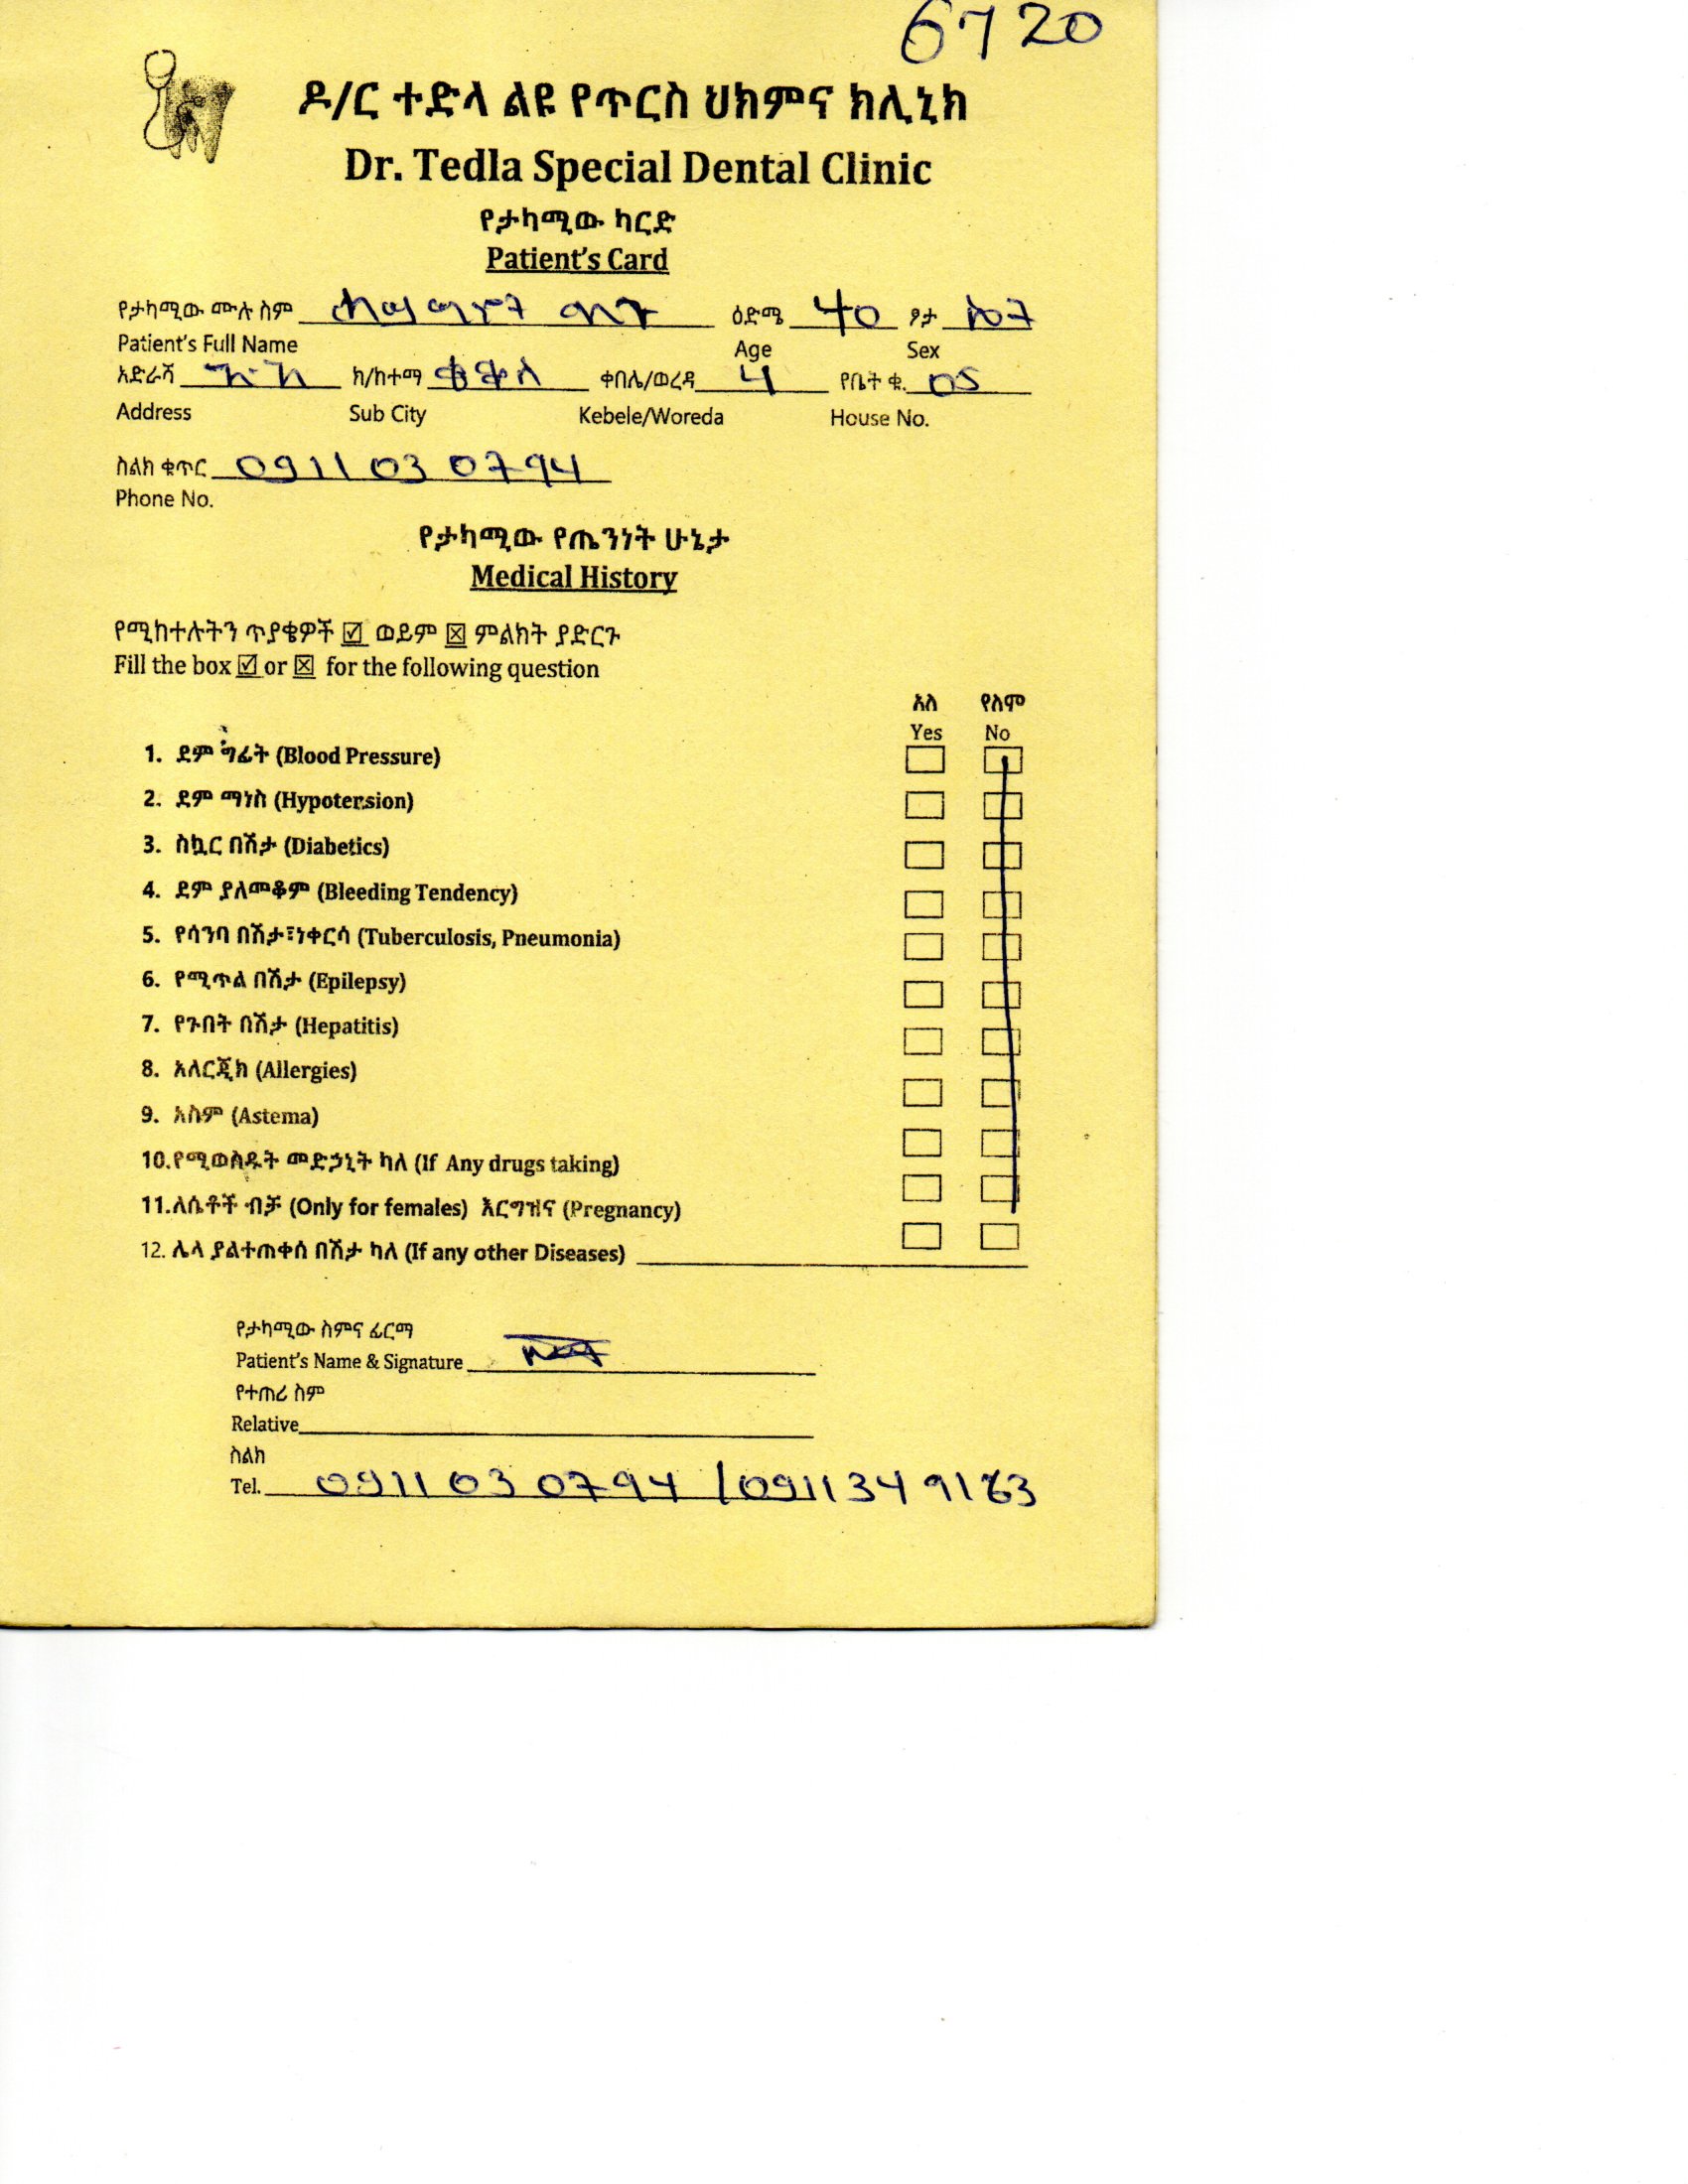 6720
ዶ/ር ተድላ ልዩ የጥርስ ህክምና ክሊኒክ
Dr. Tedla Special Dental Clinic
የታካሚው ካርድ
Patient's Card
የታካሚው ሙሉ ስም ዕድሜ 40 ፆታ ሴት
Patient's Full Name Age Sex
አድራሻ አ.አ ክ/ከተማ ቂርቆስ ቀበሌ/ወረዳ 4 የቤት ቁ. 05
Address Sub City Kebele/Woreda House No.
ስልክ ቁጥር 0911 03 0794
Phone No.
የታካሚው የጤንነት ሁኔታ
Medical History
የሚከተሉትን ጥያቄዎች ☑ ወይም ☒ ምልክት ያድርጉ
Fill the box ☑ or ☒ for the following question
አለ የለም
Yes No
1. ደም ግፊት (Blood Pressure)
2. ደም ማነስ (Hypotersion)
3. ስኳር በሽታ (Diabetics)
4. ደም ያለመቆም (Bleeding Tendency)
5. የሳንባ በሽታ፣ነቀርሳ (Tuberculosis, Pneumonia)
6. የሚጥል በሽታ (Epilepsy)
7. የጉበት በሽታ (Hepatitis)
8. አለርጂክ (Allergies)
9. አስም (Astema)
10.የሚወስዱት መድኃኒት ካለ (If Any drugs taking)
11.ለሴቶች ብቻ (Only for females) እርግዝና (Pregnancy)
12. ሌላ ያልተጠቀሰ በሽታ ካለ (If any other Diseases)
የታካሚው ስምና ፊርማ
Patient's Name & Signature
የተጠሪ ስም
Relative
ስልክ
Tel. 0911 03 0794 / 0911 34 9183